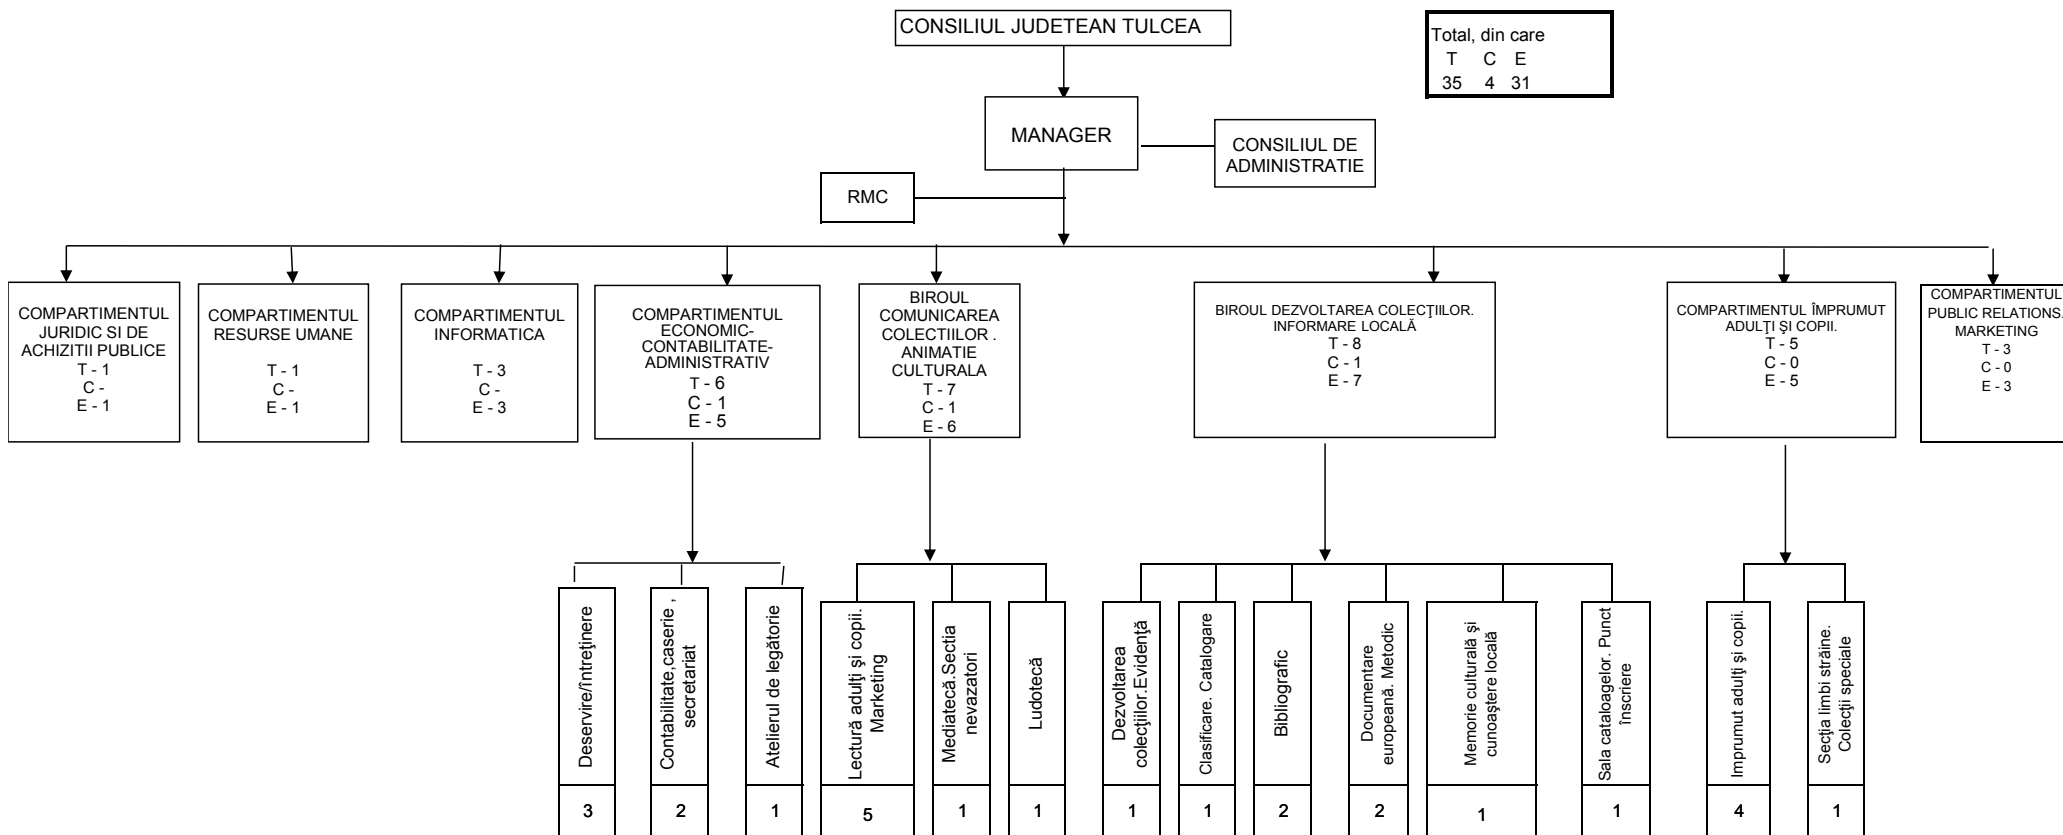 CONSILIUL JUDETEAN TULCEA
Total, din care
T C E
35 4 31
MANAGER
CONSILIUL DE
ADMINISTRATIE
RMC
COMPARTIMENTUL
JURIDIC SI DE
ACHIZITII PUBLICE
T - 1
C -
E - 1
COMPARTIMENTUL
RESURSE UMANE
T - 1
C -
E - 1
COMPARTIMENTUL
INFORMATICA
T - 3
C -
E - 3
COMPARTIMENTUL
ECONOMIC-
CONTABILITATE-
ADMINISTRATIV
T - 6
C - 1
E - 5
BIROUL
COMUNICAREA
COLECTIILOR .
ANIMATIE
CULTURALA
T - 7
C - 1
E - 6
BIROUL DEZVOLTAREA COLECŢIILOR.
INFORMARE LOCALĂ
T - 8
C - 1
E - 7
COMPARTIMENTUL ÎMPRUMUT
ADULŢI ŞI COPII.
T - 5
C - 0
E - 5
COMPARTIMENTUL
PUBLIC RELATIONS.
MARKETING
T - 3
C - 0
E - 3
Deservire/întreţinere
3
Contabilitate,caserie ,
secretariat
2
Atelierul de legătorie
1
Lectură adulţi şi copii.
Marketing
5
Mediatecă.Sectia
nevazatori
1
Ludotecă
1
Dezvoltarea
colecţiilor.Evidenţă
1
Clasificare. Catalogare
1
Bibliografic
2
Documentare
europeană. Metodic
2
Memorie culturală şi
cunoaştere locală
1
Sala cataloagelor. Punct
înscriere
1
Imprumut adulţi şi copii.
4
Secţia limbi străine.
Colecţii speciale
1